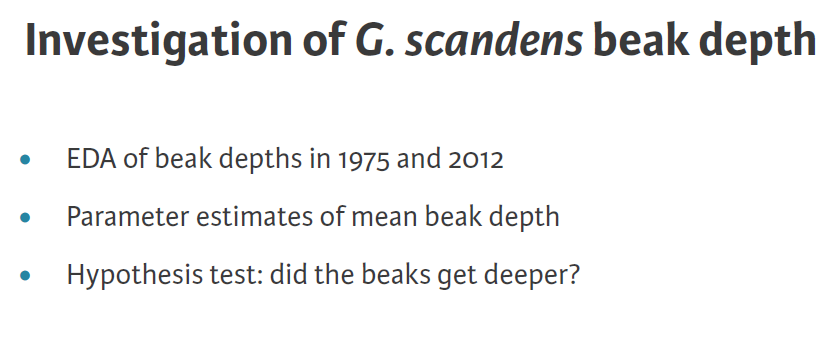 Investigation of G. scandens beak depth
• EDA of beak depths in 1975 and 2012
• Parameter estimates of mean beak depth
• Hypothesis test: did the beaks get deeper?